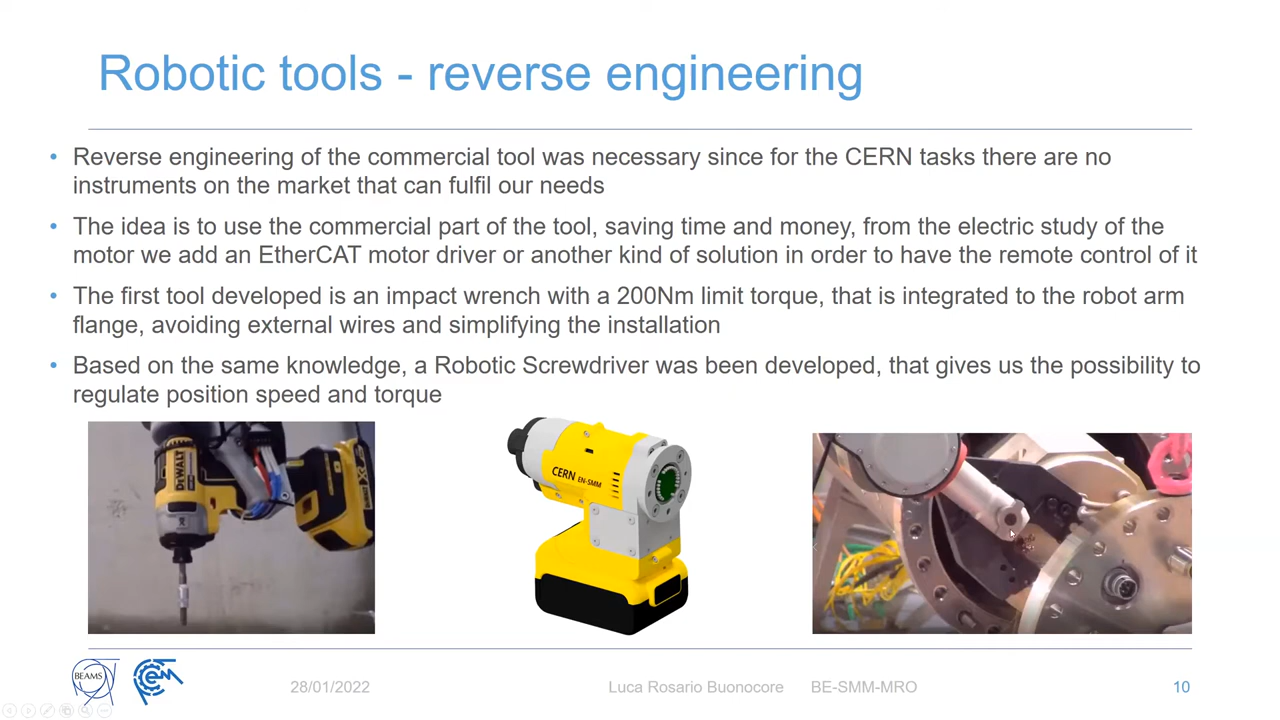 Robotic tools - reverse engineering
• Reverse engineering of the commercial tool was necessary since for the CERN tasks there are no
instruments on the market that can fulfil our needs
• The idea is to use the commercial part of the tool, saving time and money, from the electric study of the
motor we add an EtherCAT motor driver or another kind of solution in order to have the remote control of it
• The first tool developed is an impact wrench with a 200Nm limit torque, that is integrated to the robot arm
flange, avoiding external wires and simplifying the installation
• Based on the same knowledge, a Robotic Screwdriver was been developed, that gives us the possibility to
regulate position speed and torque
DEWALT
XR
CERN EN-SMM
BEAMS
28/01/2022
Luca Rosario Buonocore
BE-SMM-MRO
10